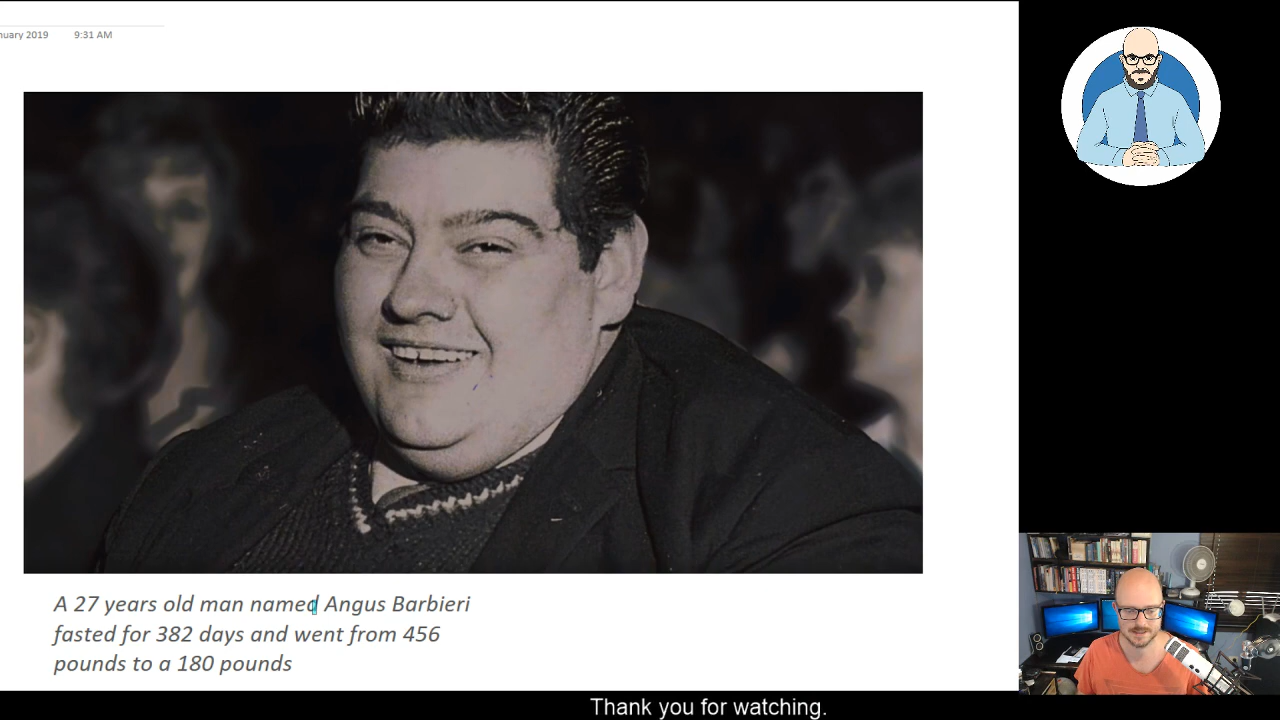 nuary 2019 9:31 AM
A 27 years old man named Angus Barbieri
fasted for 382 days and went from 456
pounds to a 180 pounds
Thank you for watching.